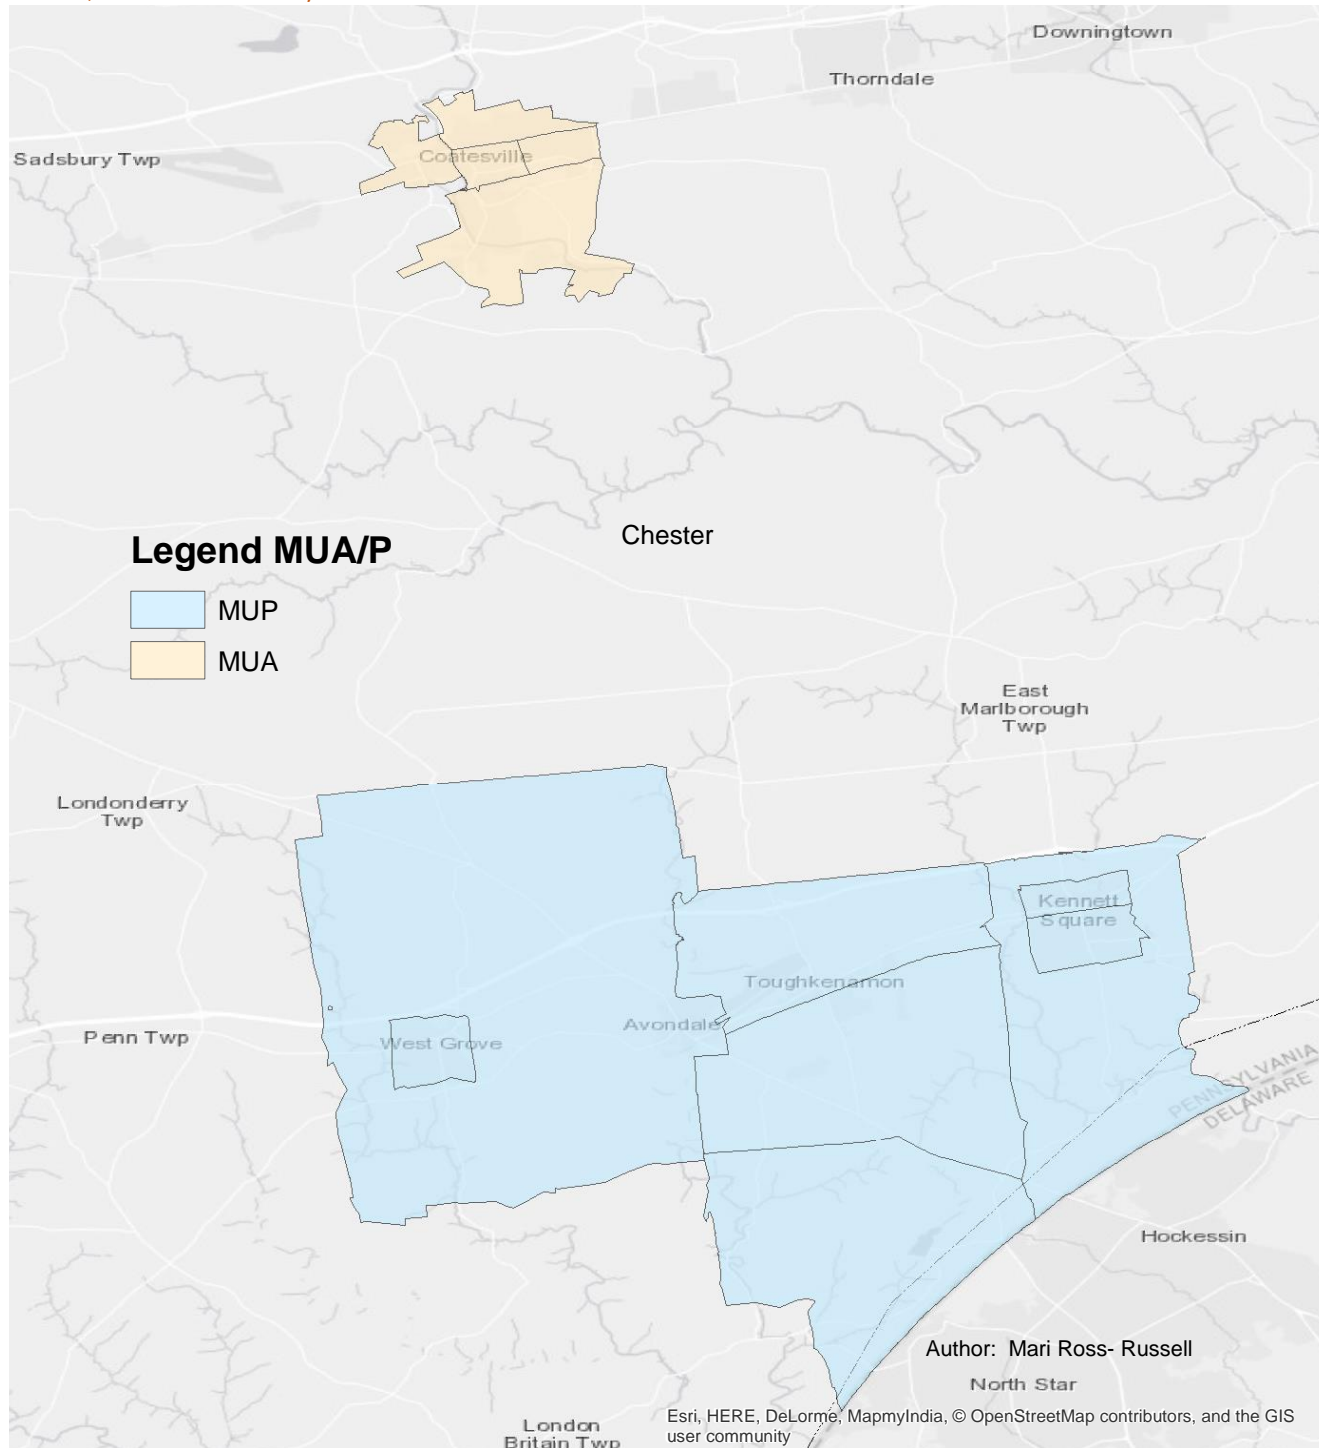 Downingtown
Thorndale
Sadsbury Twp
Coatesville
Chester
Legend MUA/P
MUP
MUA
East
Marlborough
Twp
Londonderry
Twp
Kennett
Square
Toughkenamon
Avondale
Penn Twp
West Grove
PENNSYLVANIA
DELAWARE
Hockessin
Author: Mari Ross- Russell
North Star
London
Britain Twp
Esri, HERE, DeLorme, MapmyIndia, © OpenStreetMap contributors, and the GIS
user community